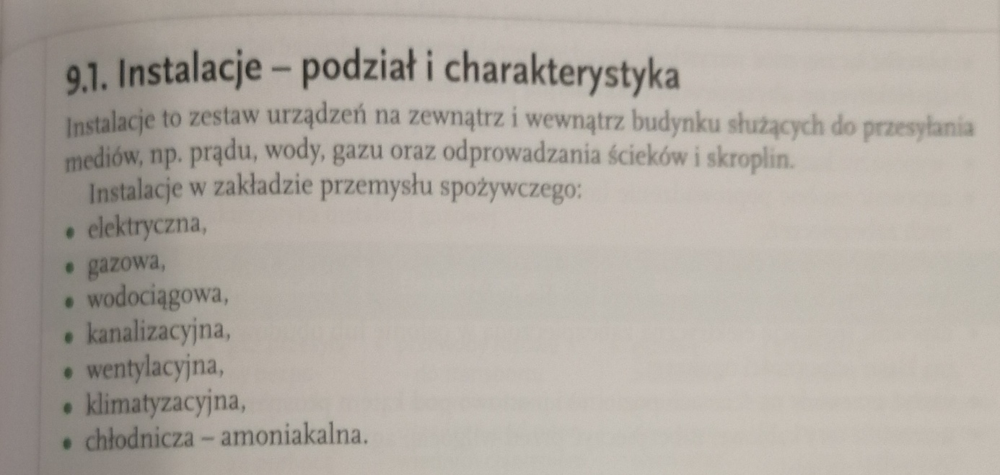 9.1. Instalacje – podział i charakterystyka
Instalacje to zestaw urządzeń na zewnątrz i wewnątrz budynku służących do przesyłania
mediów, np. prądu, wody, gazu oraz odprowadzania ścieków i skroplin.
Instalacje w zakładzie przemysłu spożywczego:
• elektryczna,
• gazowa,
• wodociągowa,
• kanalizacyjna,
• wentylacyjna,
• klimatyzacyjna,
• chłodnicza – amoniakalna.